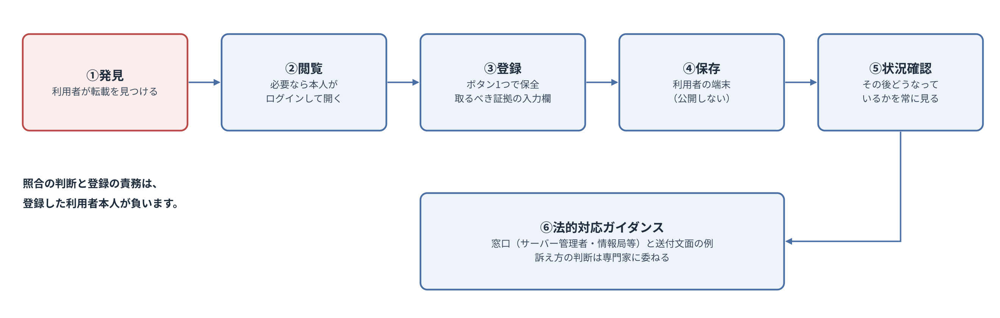 ①発見
利用者が転載を見つける
②閲覧
必要なら本人が
ログインして開く
③登録
ボタン1つで保全
取るべき証拠の入力欄
④保存
利用者の端末
（公開しない）
⑤状況確認
その後どうなって
いるかを常に見る
照合の判断と登録の責務は、
登録した利用者本人が負います。
⑥法的対応ガイダンス
窓口（サーバー管理者・情報局等）と送付文面の例
訴え方の判断は専門家に委ねる